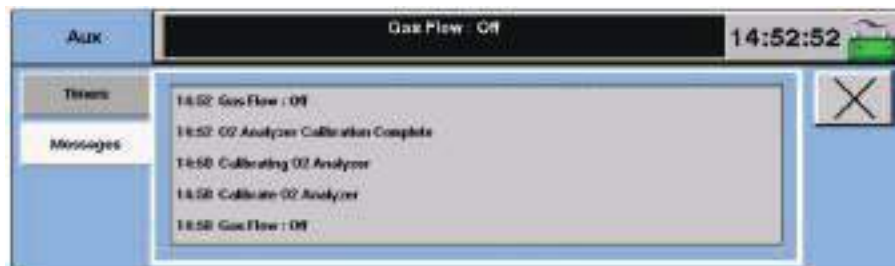 Aux
Gas Flow : Off
14:52:52
Timers
Messages
14:52 Gas Flow : Off
14:52 O2 Analyzer Calibration Complete
14:50 Calibrating O2 Analyzer
14:50 Calibrate O2 Analyzer
14:50 Gas Flow : Off